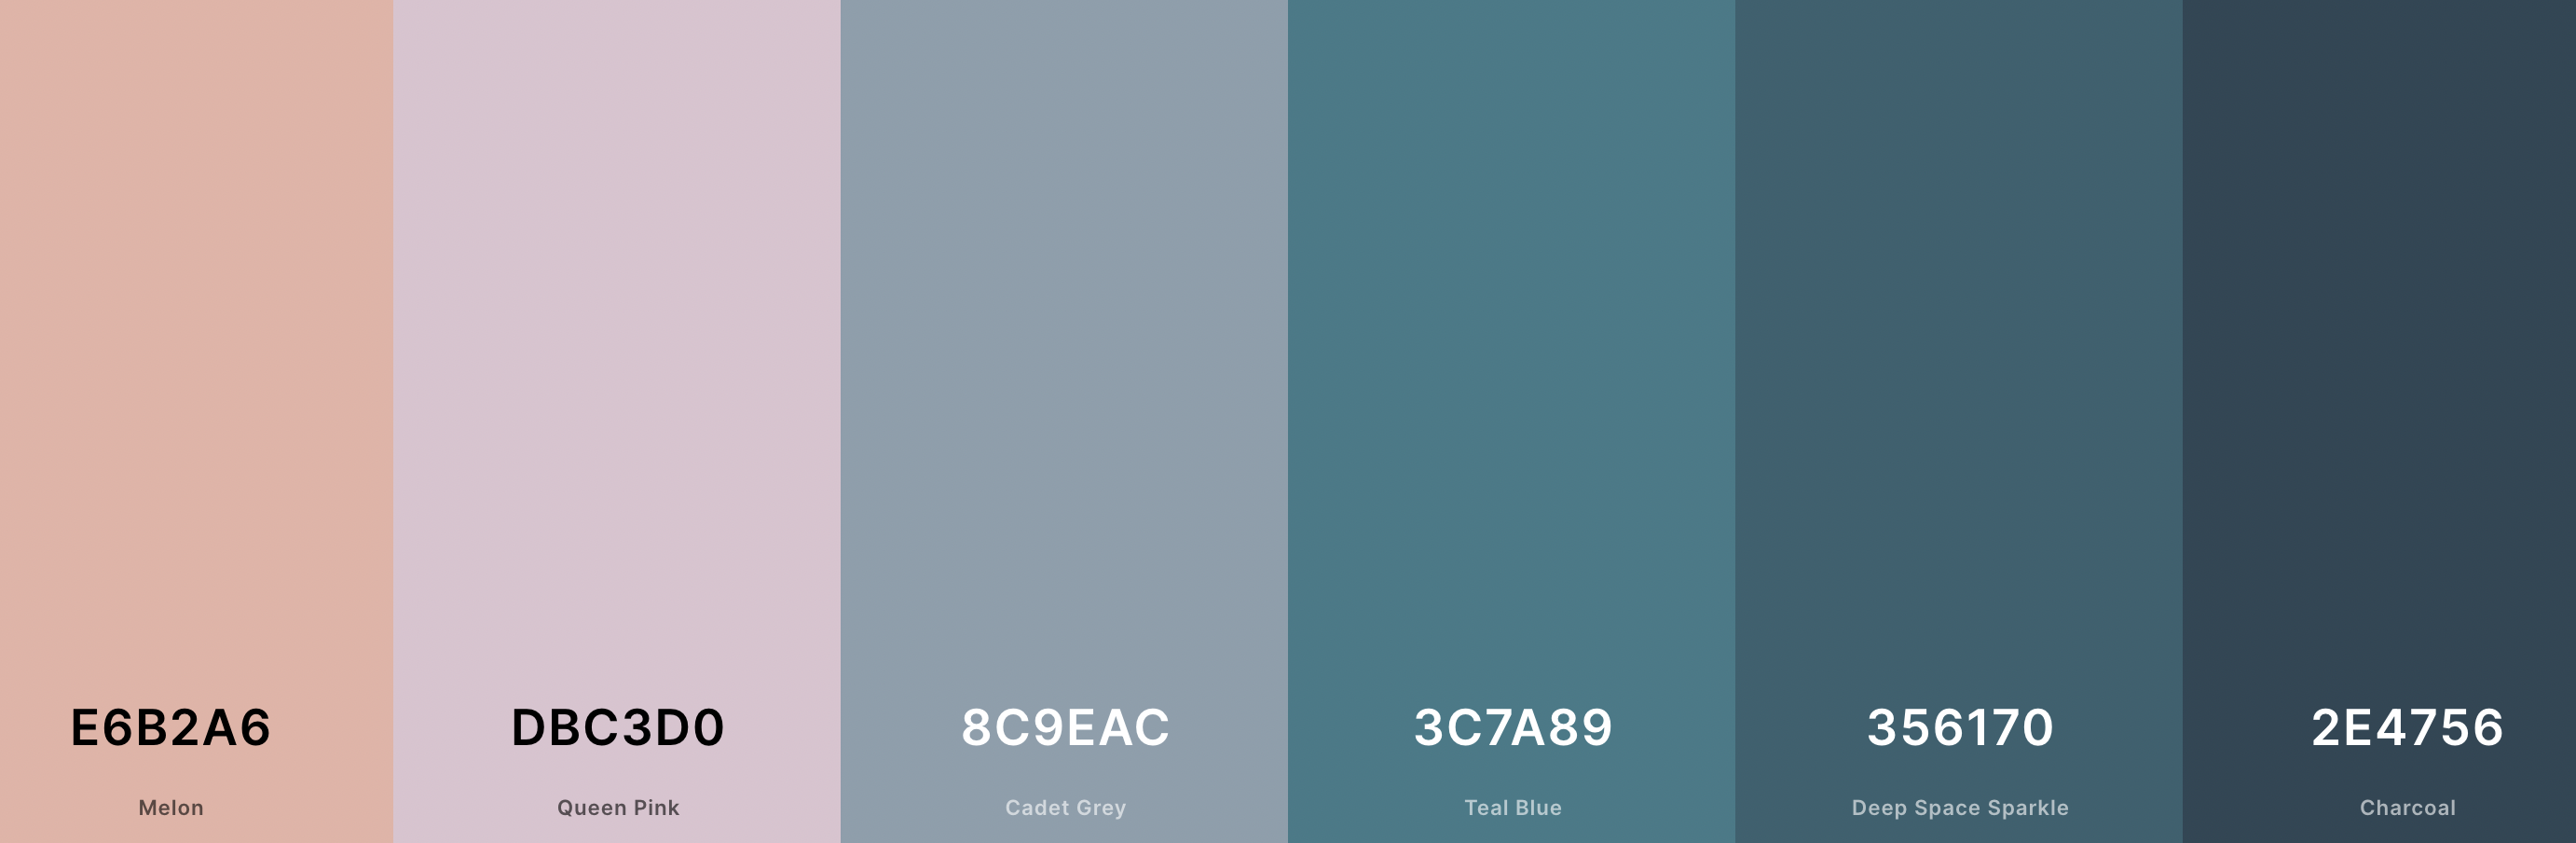 E6B2A6
Melon
DBC3D0
Queen Pink
8C9EAC
Cadet Grey
3C7A89
Teal Blue
356170
Deep Space Sparkle
2E4756
Charcoal